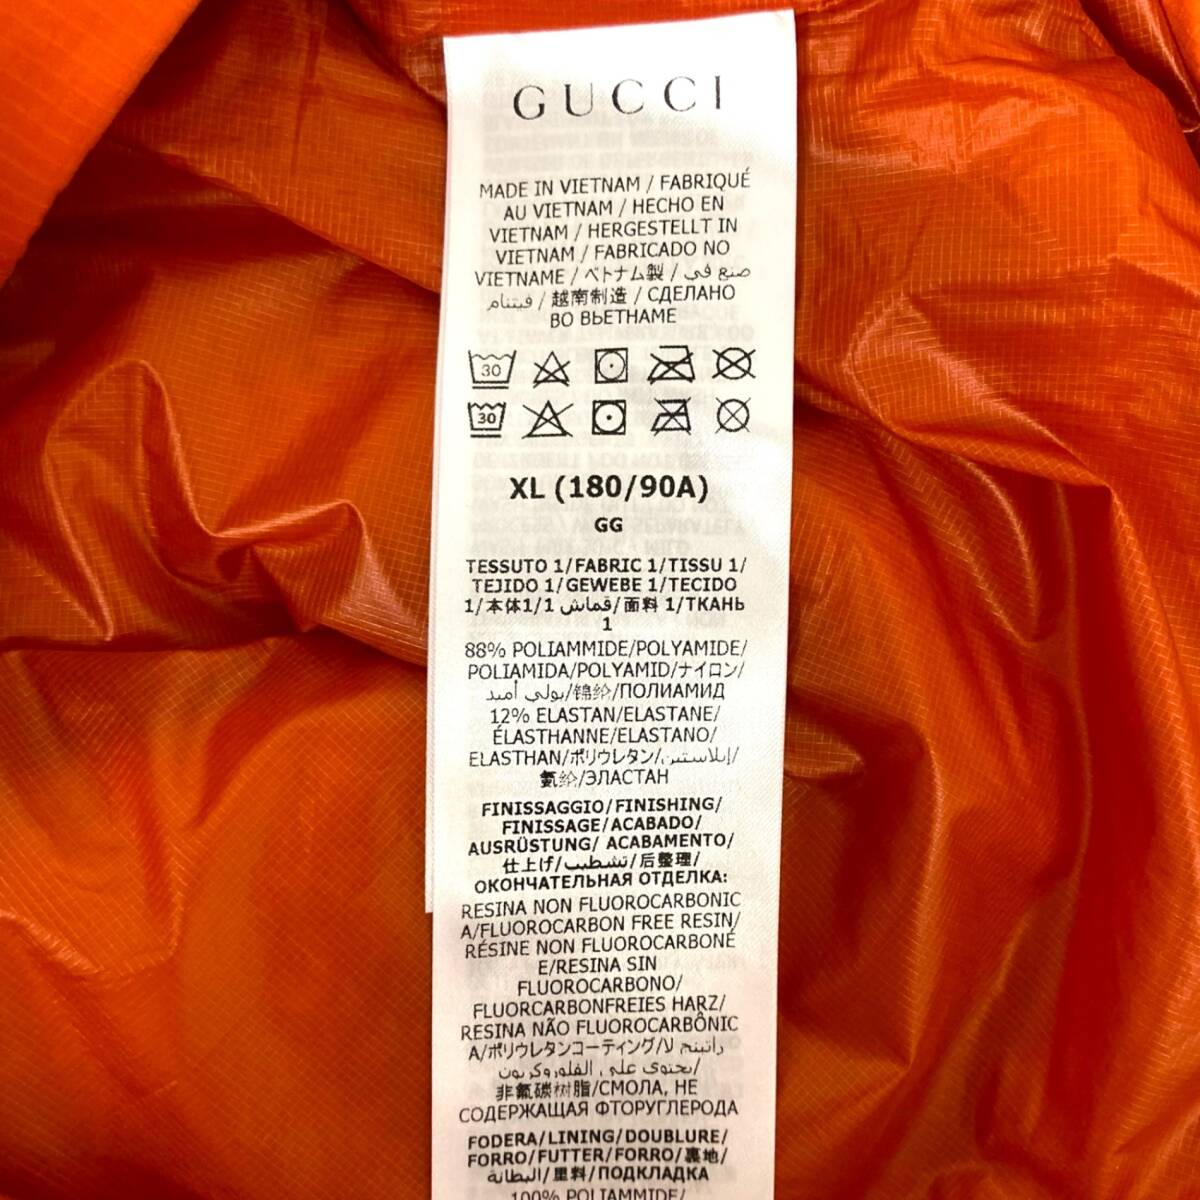 GUCCI
MADE IN VIETNAM / FABRIQUÉ
AU VIETNAM / HECHO EN
VIETNAM / HERGESTELLT IN
VIETNAM / FABRICADO NO
VIETNAME / ベトナム製 / صنع في
فيتنام / 越南制造 / СДЕЛАНО
ВО ВЬЕТНАМЕ
30
30
XL (180/90A)
GG
TESSUTO 1/FABRIC 1/TISSU 1/
TEJIDO 1/GEWEBE 1/TECIDO
1/本体1/قماش 1/面料 1/ТКАНЬ
1
88% POLIAMMIDE/POLYAMIDE/
POLIAMIDA/POLYAMID/ナイロン/
بولي أميد/锦纶/ПОЛИАМИД
12% ELASTAN/ELASTANE/
ÉLASTHANNE/ELASTANO/
ELASTHAN/ポリウレタン/إيلاستين/
氨纶/ЭЛАСТАН
FINISSAGGIO/FINISHING/
FINISSAGE/ACABADO/
AUSRÜSTUNG/ ACABAMENTO/
仕上げ/تشطيب/后整理/
ОКОНЧАТЕЛЬНАЯ ОТДЕЛКА:
RESINA NON FLUOROCARBONIC
A/FLUOROCARBON FREE RESIN/
RÉSINE NON FLUOROCARBONÉ
E/RESINA SIN
FLUOROCARBONO/
FLUORCARBONFREIES HARZ/
RESINA NÃO FLUOROCARBÔNIC
A/ポリウレタンコーティング/راتينج لا
يحتوي على الفلوروكربون/
非氟碳树脂/СМОЛА, НЕ
СОДЕРЖАЩАЯ ФТОРУГЛЕРОДА
FODERA/LINING/DOUBLURE/
FORRO/FUTTER/FORRO/裏地/
البطانة/里料/ПОДКЛАДКА
100% POLIAMMIDE/